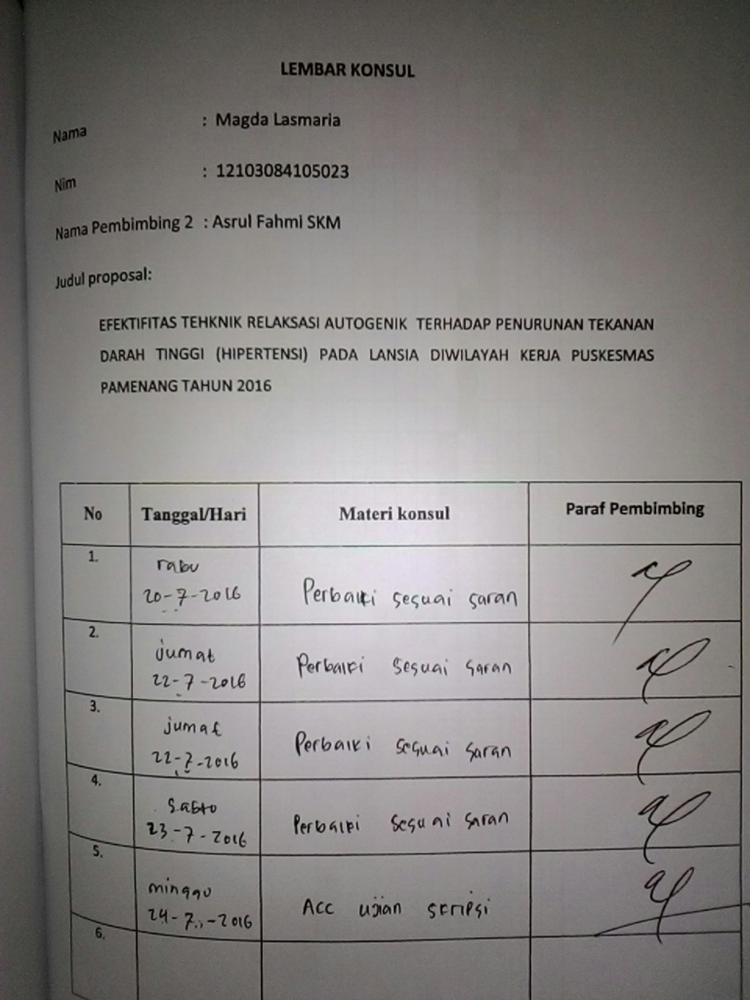 LEMBAR KONSUL
Nama : Magda Lasmaria
Nim : 12103084105023
Nama Pembimbing 2 : Asrul Fahmi SKM
Judul proposal:
EFEKTIFITAS TEHKNIK RELAKSASI AUTOGENIK TERHADAP PENURUNAN TEKANAN
DARAH TINGGI (HIPERTENSI) PADA LANSIA DIWILAYAH KERJA PUSKESMAS
PAMENANG TAHUN 2016
No Tanggal/Hari Materi konsul Paraf Pembimbing
1. rabu
20-7-2016 Perbaiki sesuai saran
2. jumat
22-7-2016 Perbaiki sesuai saran
3. jumat
22-7-2016 Perbaiki sesuai saran
4. Sabto
23-7-2016 Perbaiki sesuai saran
5. minggu
24-7-2016 Acc ujian skripsi
6.